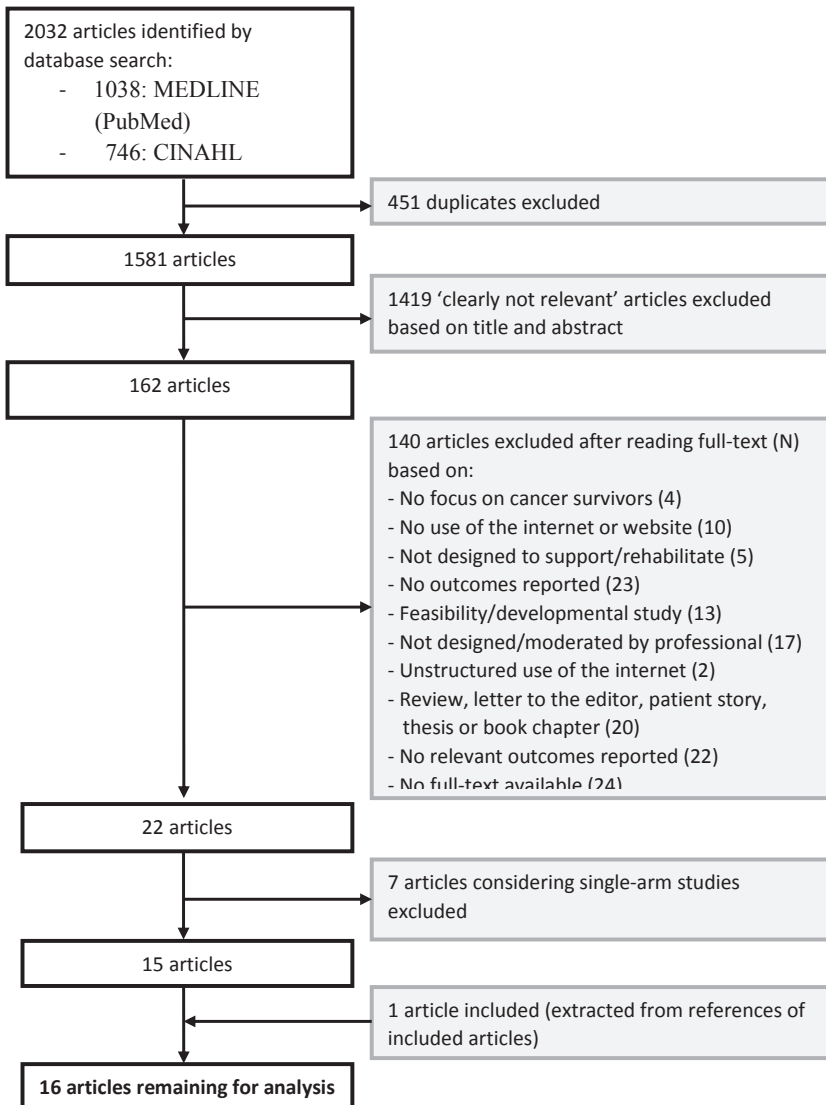 2032 articles identified by
database search:
- 1038: MEDLINE
(PubMed)
- 746: CINAHL
451 duplicates excluded
1581 articles
1419 ‘clearly not relevant’ articles excluded
based on title and abstract
162 articles
140 articles excluded after reading full-text (N)
based on:
- No focus on cancer survivors (4)
- No use of the internet or website (10)
- Not designed to support/rehabilitate (5)
- No outcomes reported (23)
- Feasibility/developmental study (13)
- Not designed/moderated by professional (17)
- Unstructured use of the internet (2)
- Review, letter to the editor, patient story,
thesis or book chapter (20)
- No relevant outcomes reported (22)
- No full-text available (24)
22 articles
7 articles considering single-arm studies
excluded
15 articles
1 article included (extracted from references of
included articles)
16 articles remaining for analysis